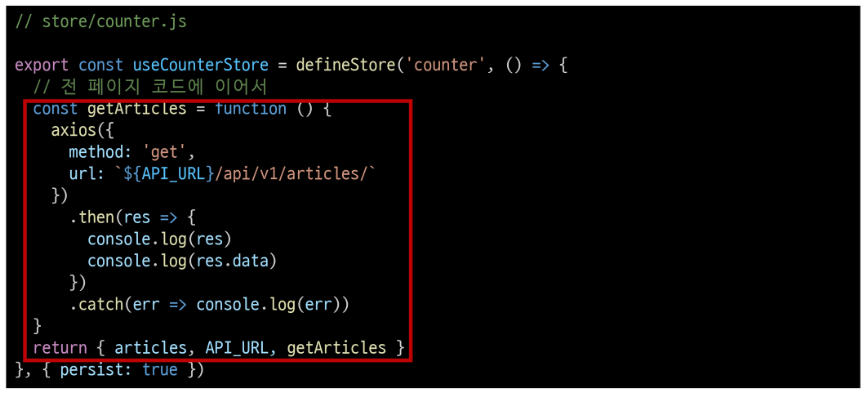 // store/counter.js
export const useCounterStore = defineStore('counter', () => {
// 전 페이지 코드에 이어서
const getArticles = function () {
axios({
method: 'get',
url: `${API_URL}/api/v1/articles/`
})
.then(res => {
console.log(res)
console.log(res.data)
})
.catch(err => console.log(err))
}
return { articles, API_URL, getArticles }
}, { persist: true })